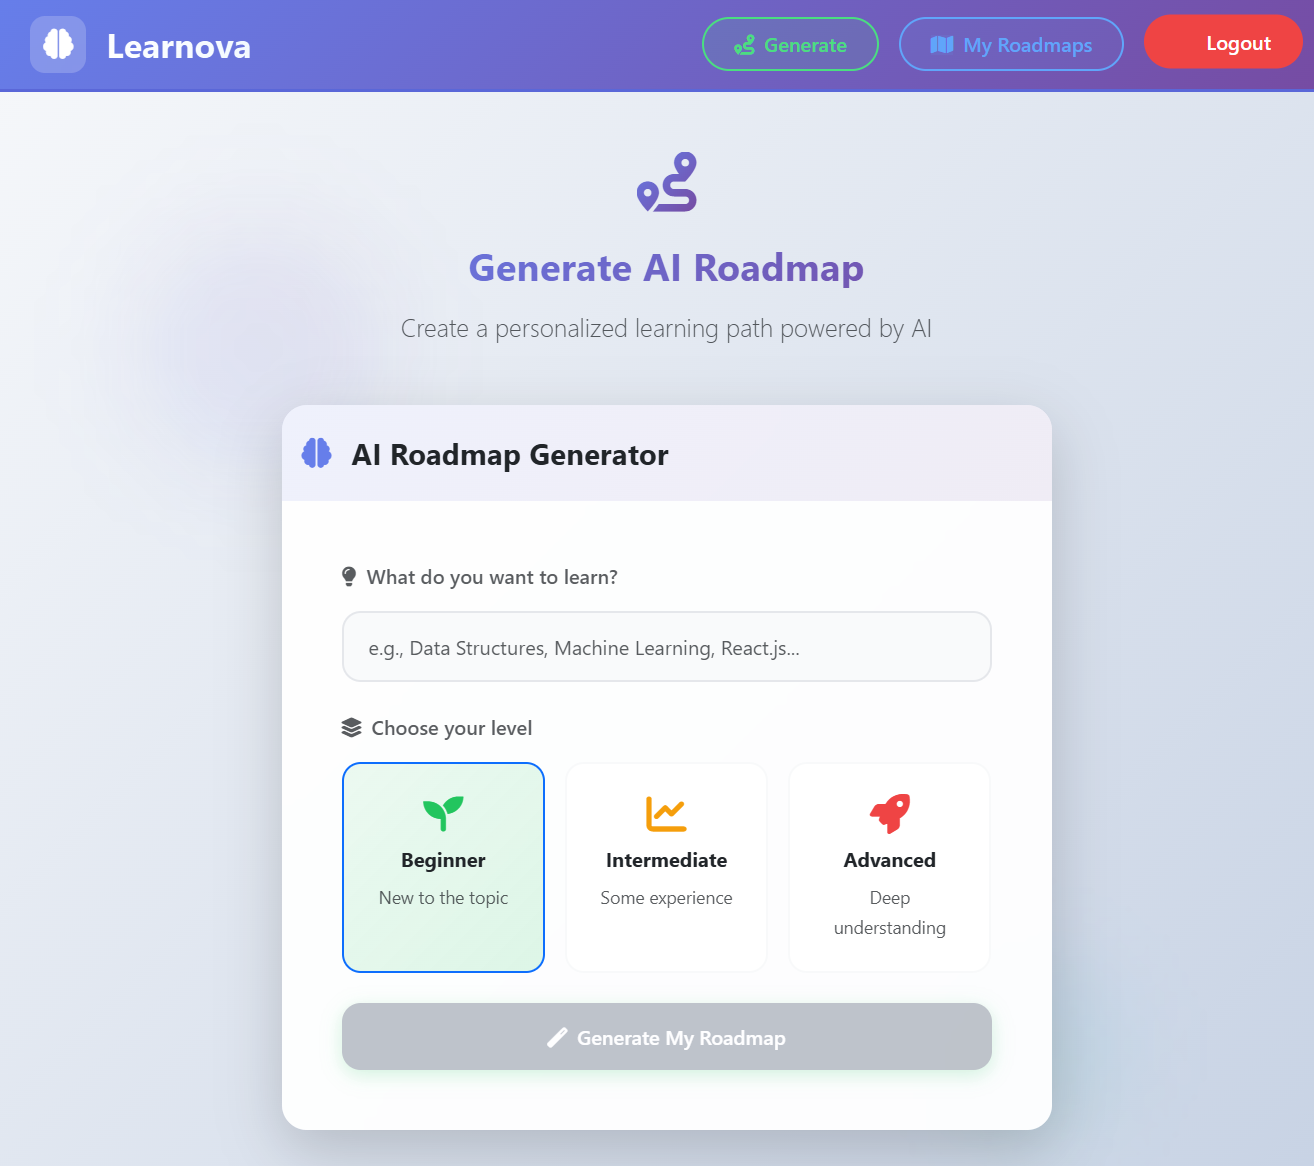 Learnova
Generate
My Roadmaps
Logout
Generate AI Roadmap
Create a personalized learning path powered by AI
AI Roadmap Generator
What do you want to learn?
e.g., Data Structures, Machine Learning, React.js...
Choose your level
Beginner
New to the topic
Intermediate
Some experience
Advanced
Deep
understanding
Generate My Roadmap